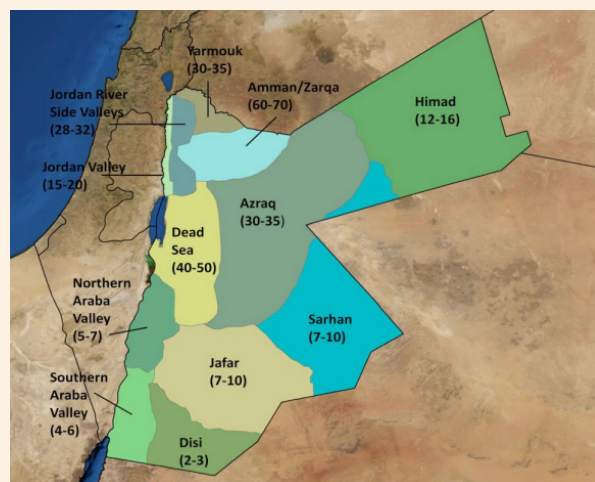 Yarmouk
(30-35)
Amman/Zarqa
(60-70)
Himad
(12-16)
Jordan River
Side Valleys
(28-32)
Jordan Valley
(15-20)
Azraq
(30-35)
Dead
Sea
(40-50)
Northern
Araba
Valley
(5-7)
Sarhan
(7-10)
Jafar
(7-10)
Southern
Araba
Valley
(4-6)
Disi
(2-3)